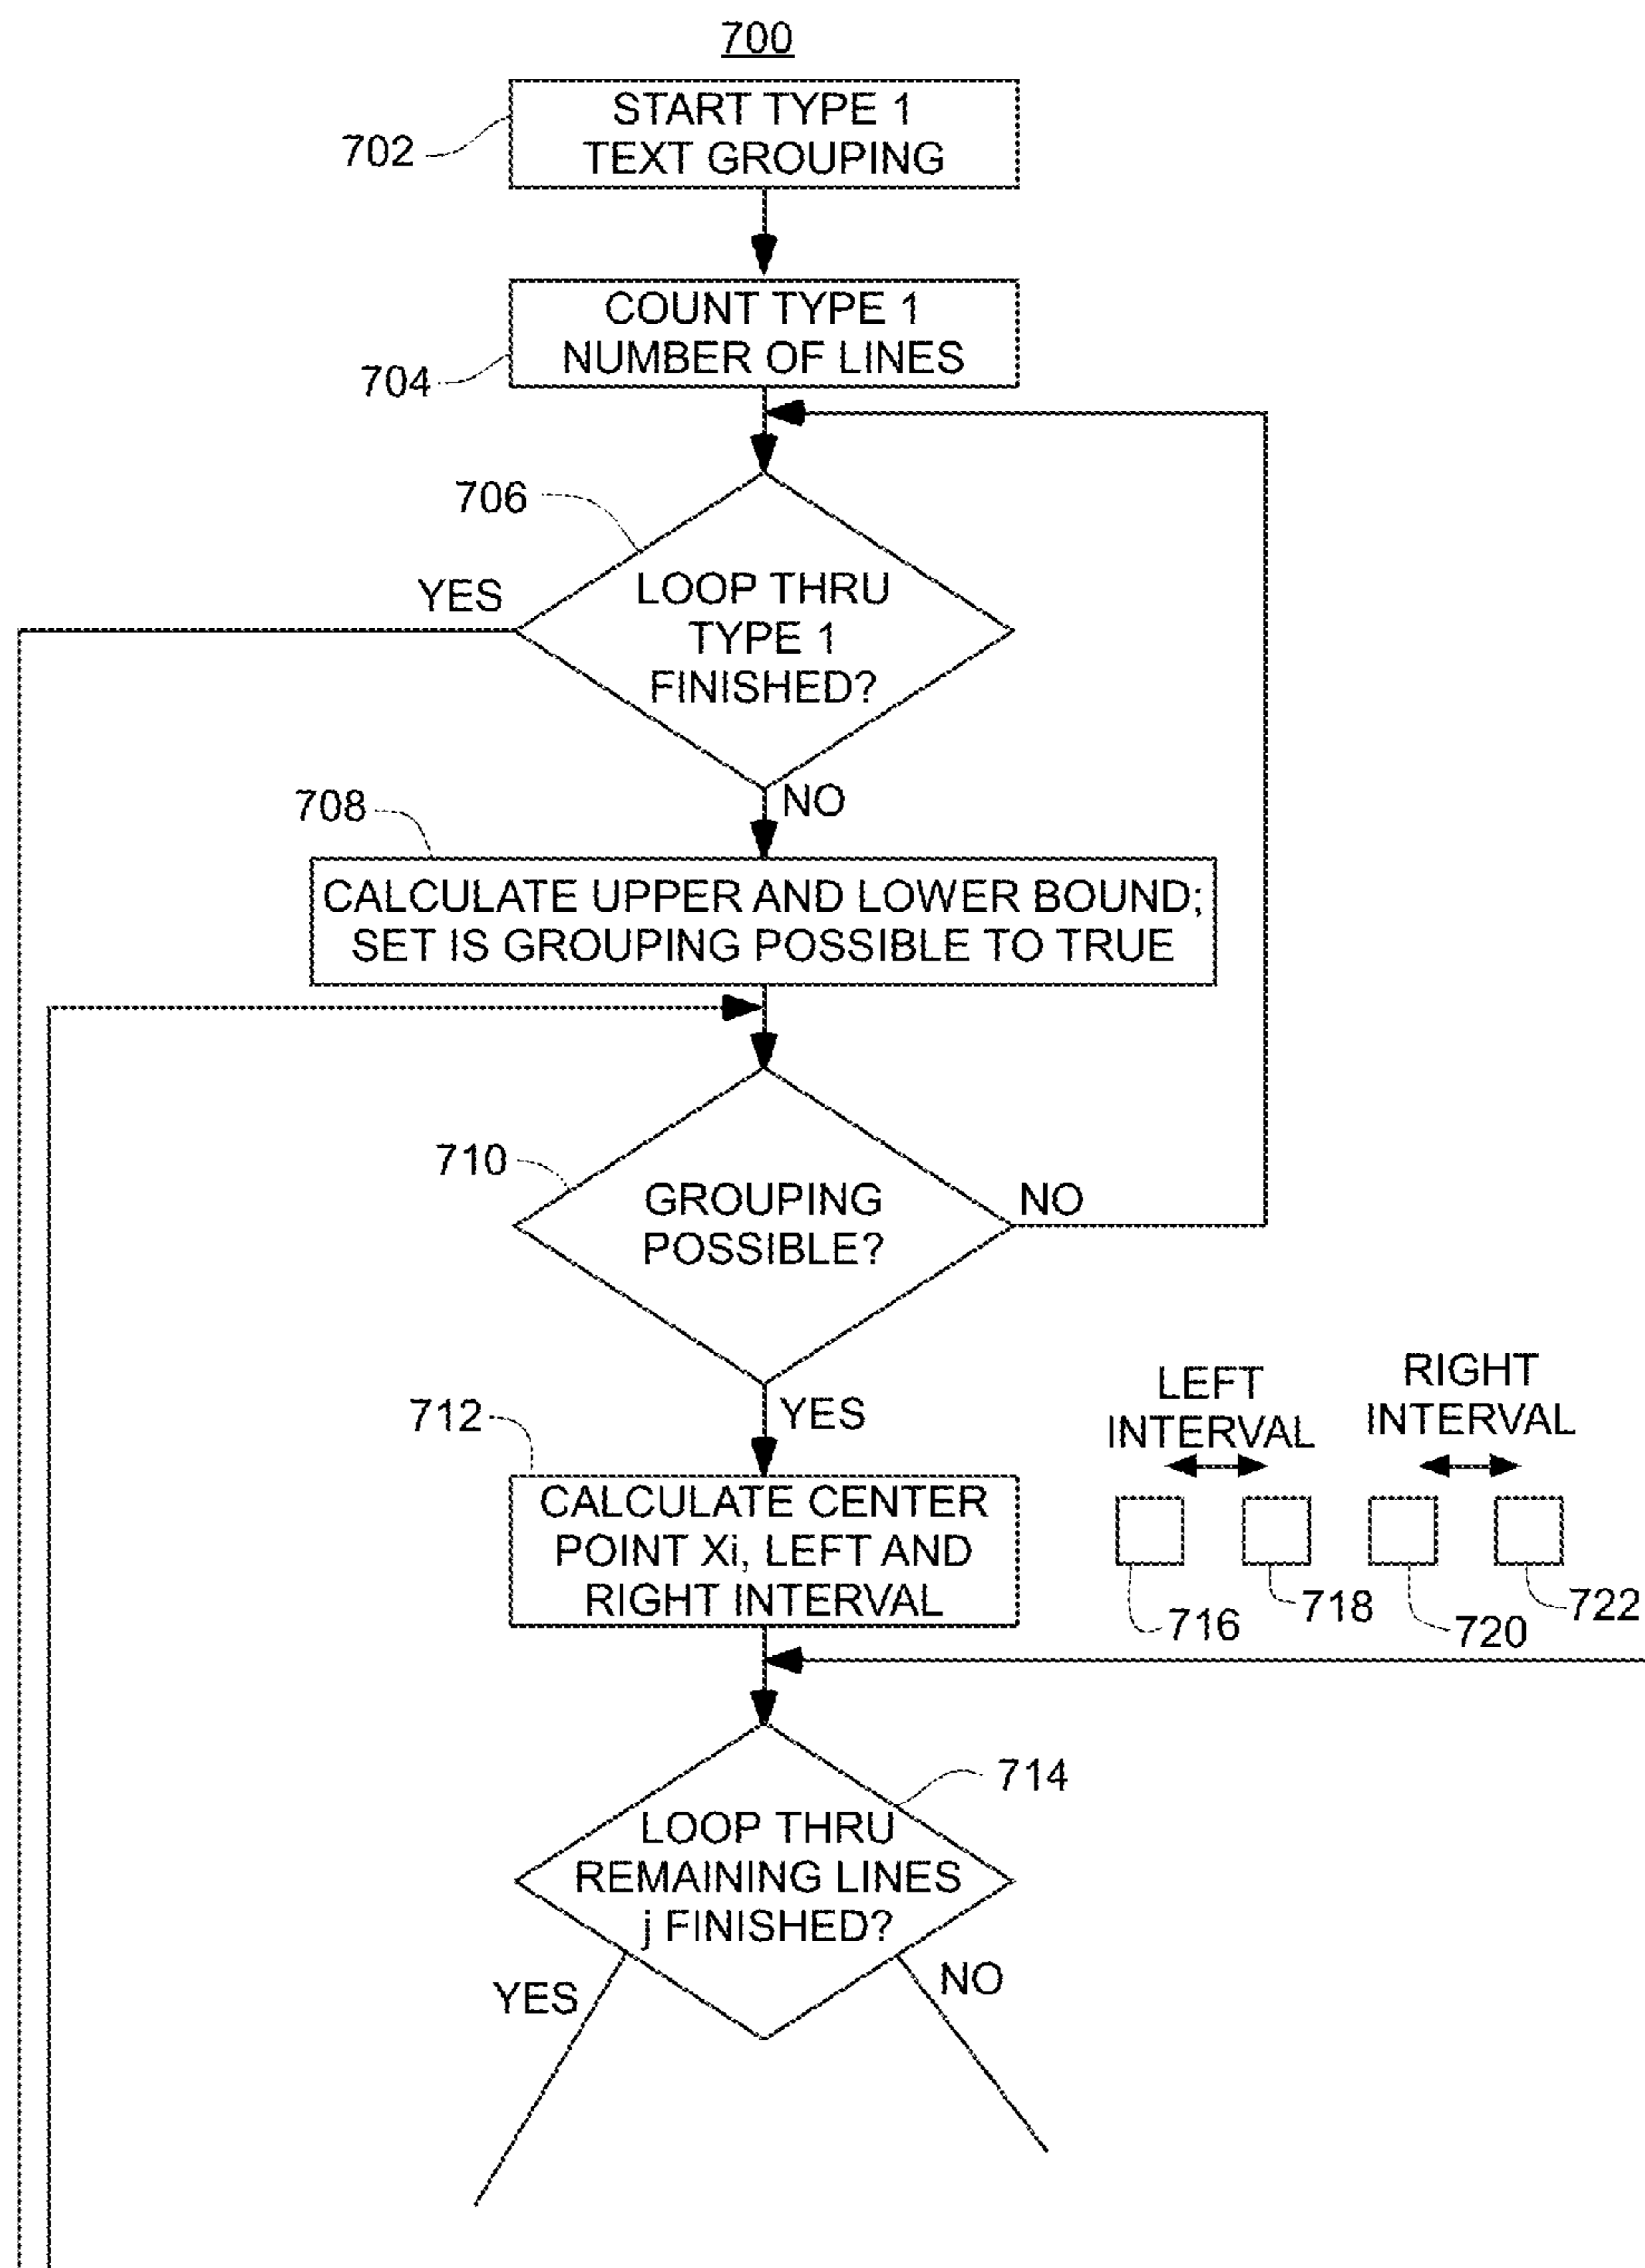 700
START TYPE 1
TEXT GROUPING
702
COUNT TYPE 1
NUMBER OF LINES
704
706
YES
LOOP THRU
TYPE 1
FINISHED?
NO
708
CALCULATE UPPER AND LOWER BOUND;
SET IS GROUPING POSSIBLE TO TRUE
710
GROUPING
POSSIBLE?
NO
YES
712
CALCULATE CENTER
POINT Xi, LEFT AND
RIGHT INTERVAL
LEFT
INTERVAL
RIGHT
INTERVAL
716
718
720
722
714
LOOP THRU
REMAINING LINES
j FINISHED?
YES
NO